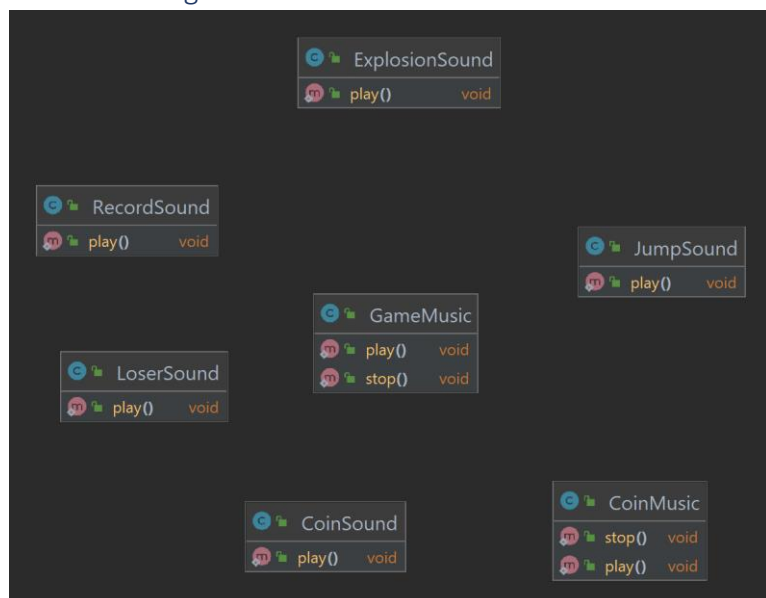 ExplosionSound
play() void
RecordSound
play() void
JumpSound
play() void
GameMusic
play() void
stop() void
LoserSound
play() void
CoinSound
play() void
CoinMusic
stop() void
play() void